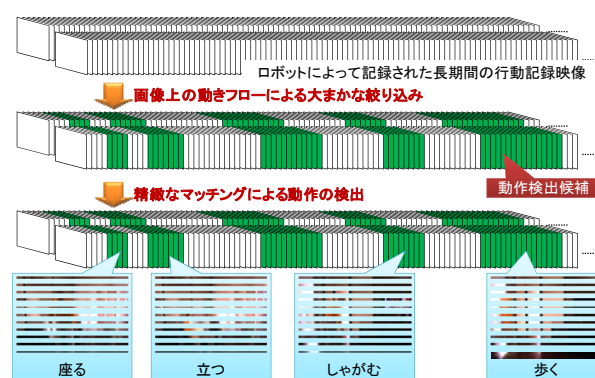 ロボットによって記録された長期間の行動記録映像
画像上の動きフローによる大まかな絞り込み
動作検出候補
精緻なマッチングによる動作の検出
座る
立つ
しゃがむ
歩く